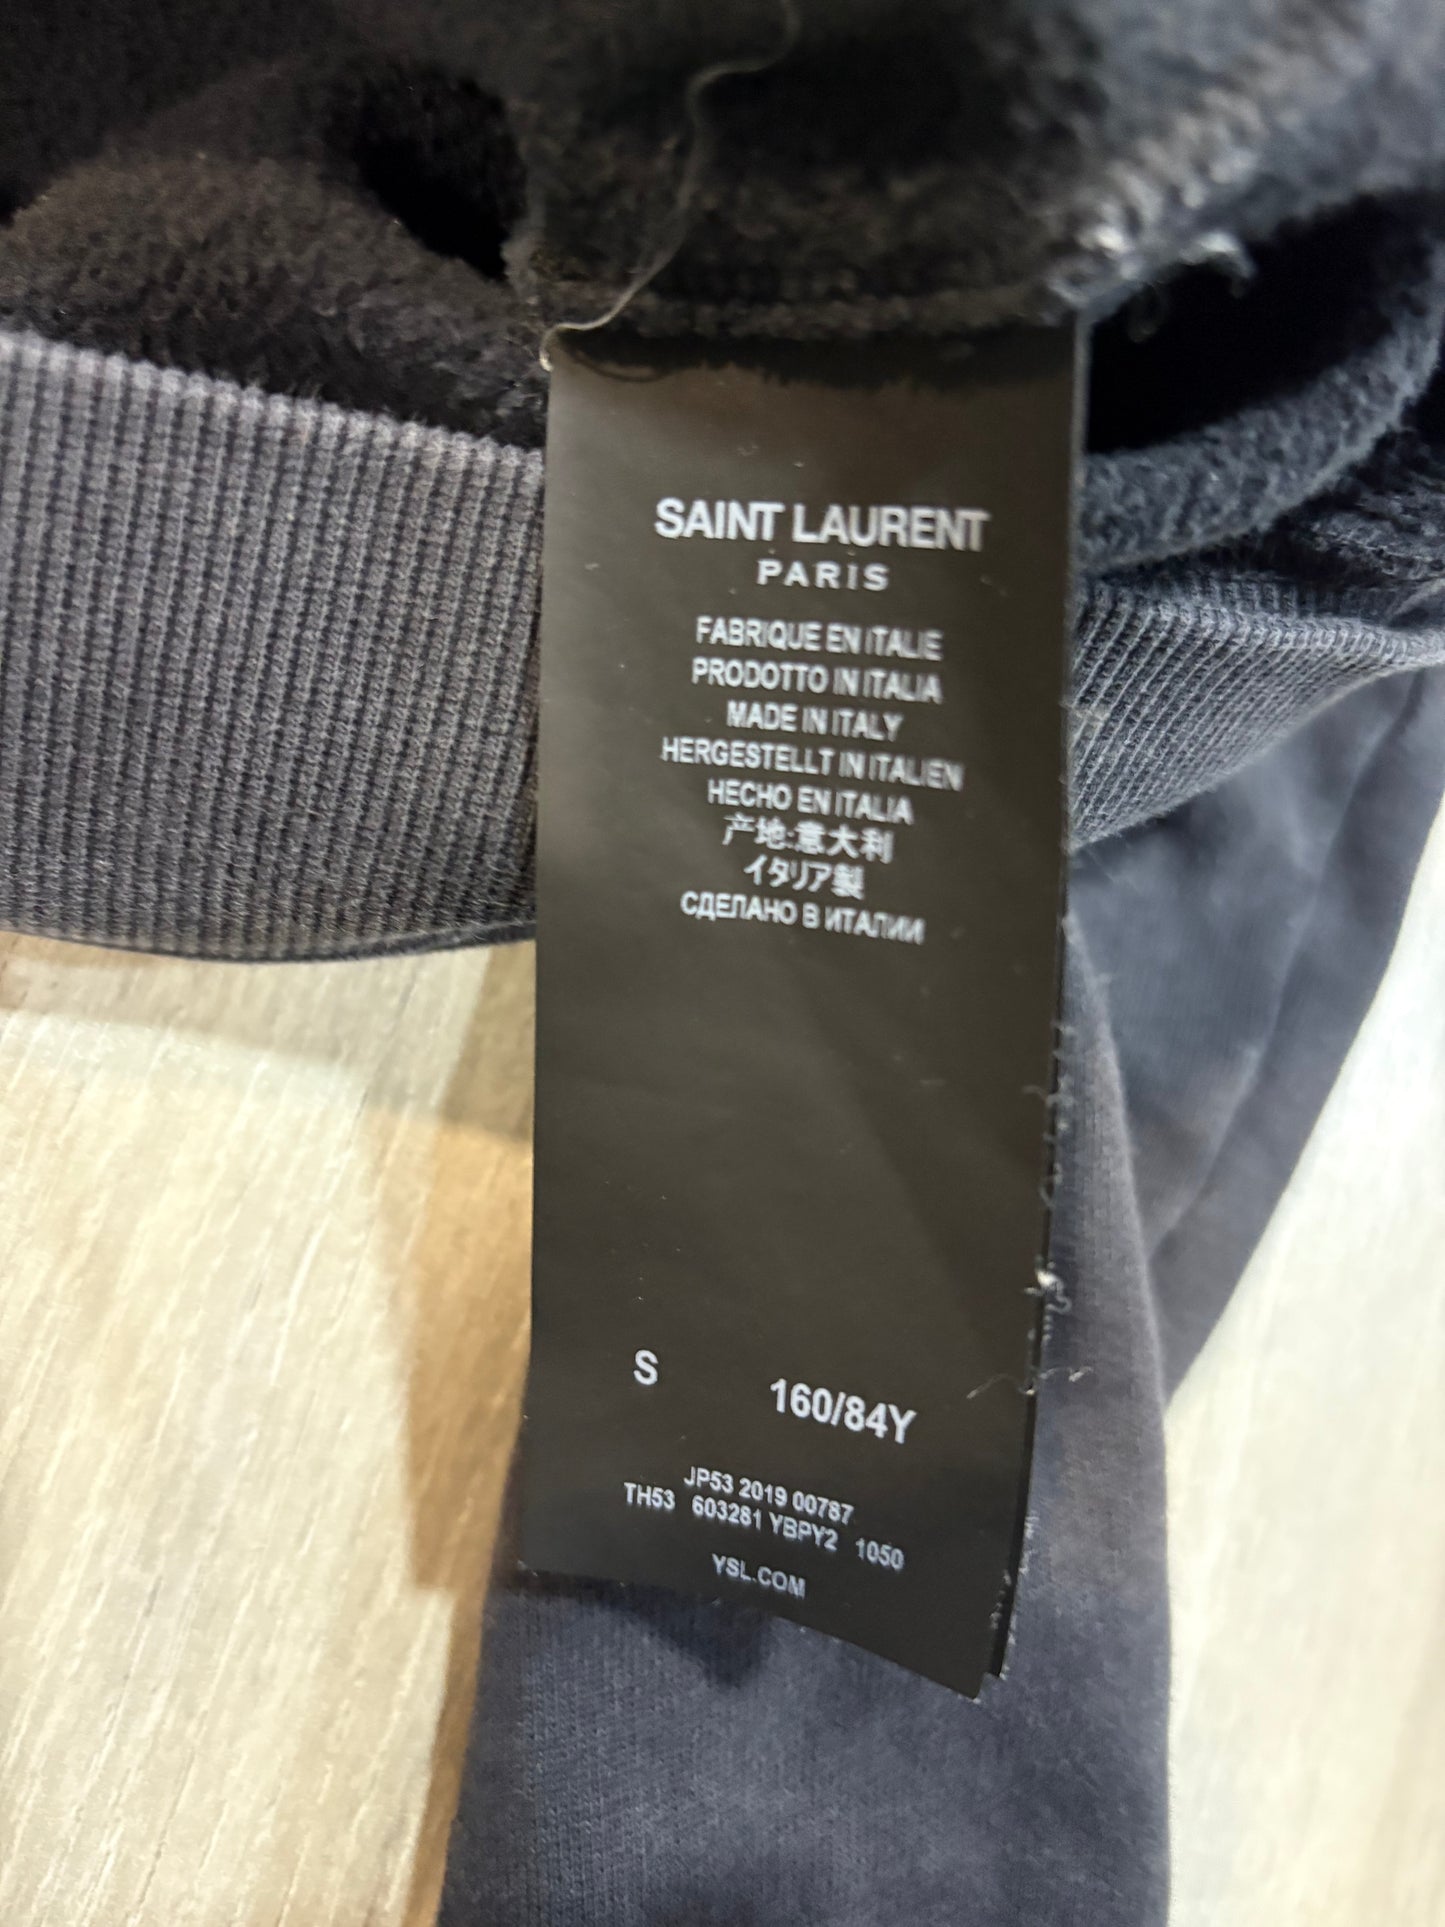 SAINT LAURENT
PARIS
FABRIQUE EN ITALIE
PRODOTTO IN ITALIA
MADE IN ITALY
HERGESTELLT IN ITALIEN
HECHO EN ITALIA
产地:意大利
イタリア製
СДЕЛАНО В ИТАЛИИ
S 160/84Y
JP53 2019 00787
TH53 603281 YBPY2 1050
YSL.COM